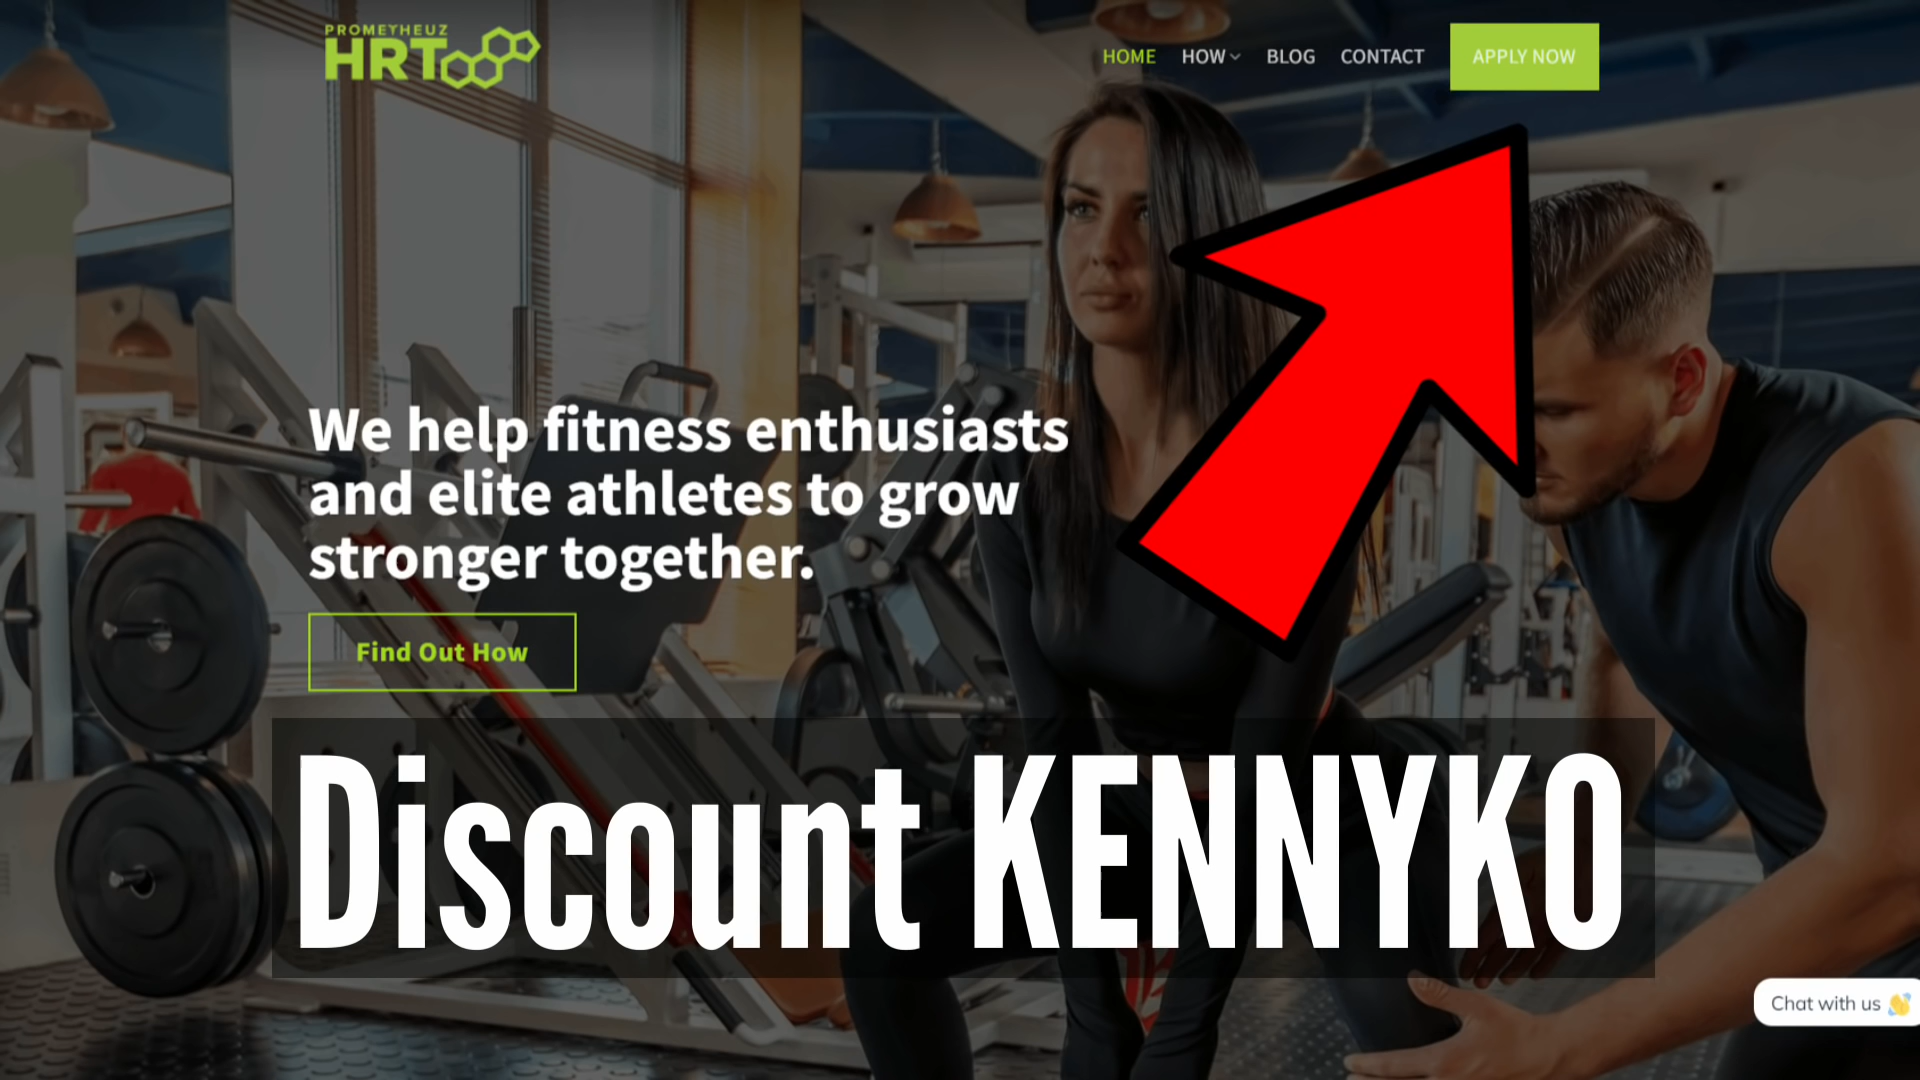 PROMETHEUZ
HRT
HOME HOW BLOG CONTACT APPLY NOW
We help fitness enthusiasts
and elite athletes to grow
stronger together.
Find Out How
Discount KENNYKO
Chat with us 👋